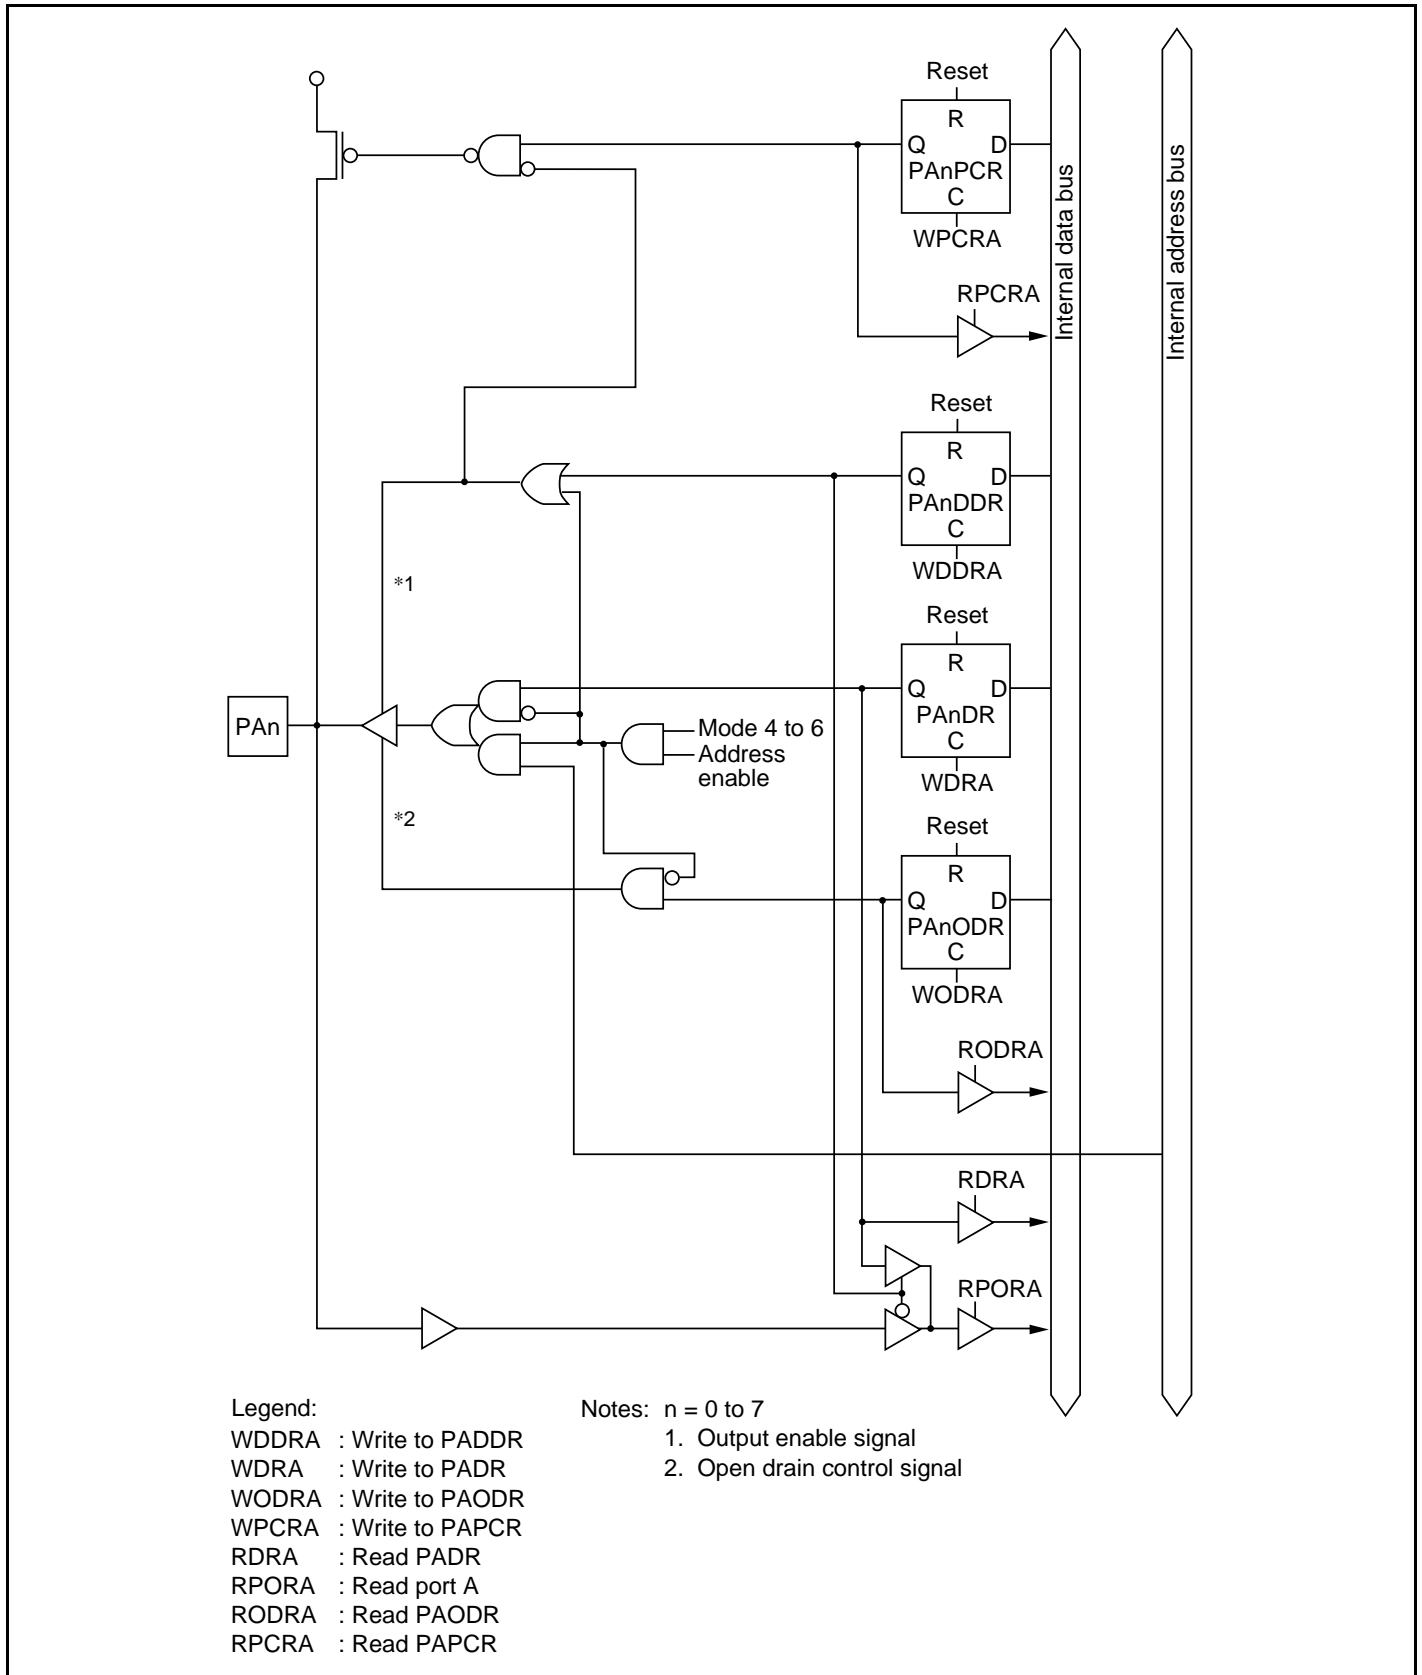 Reset
R
Q D
PAnPCR
C
WPCRA
RPCRA
Internal data bus
Internal address bus
Reset
R
Q D
PAnDDR
C
WDDRA
*1
Reset
R
Q D
PAnDR
C
WDRA
PAn
Mode 4 to 6
Address
enable
*2
Reset
R
Q D
PAnODR
C
WODRA
RODRA
RDRA
RPORA
Legend:
WDDRA : Write to PADDR
WDRA : Write to PADR
WODRA : Write to PAODR
WPCRA : Write to PAPCR
RDRA : Read PADR
RPORA : Read port A
RODRA : Read PAODR
RPCRA : Read PAPCR
Notes: n = 0 to 7
1. Output enable signal
2. Open drain control signal